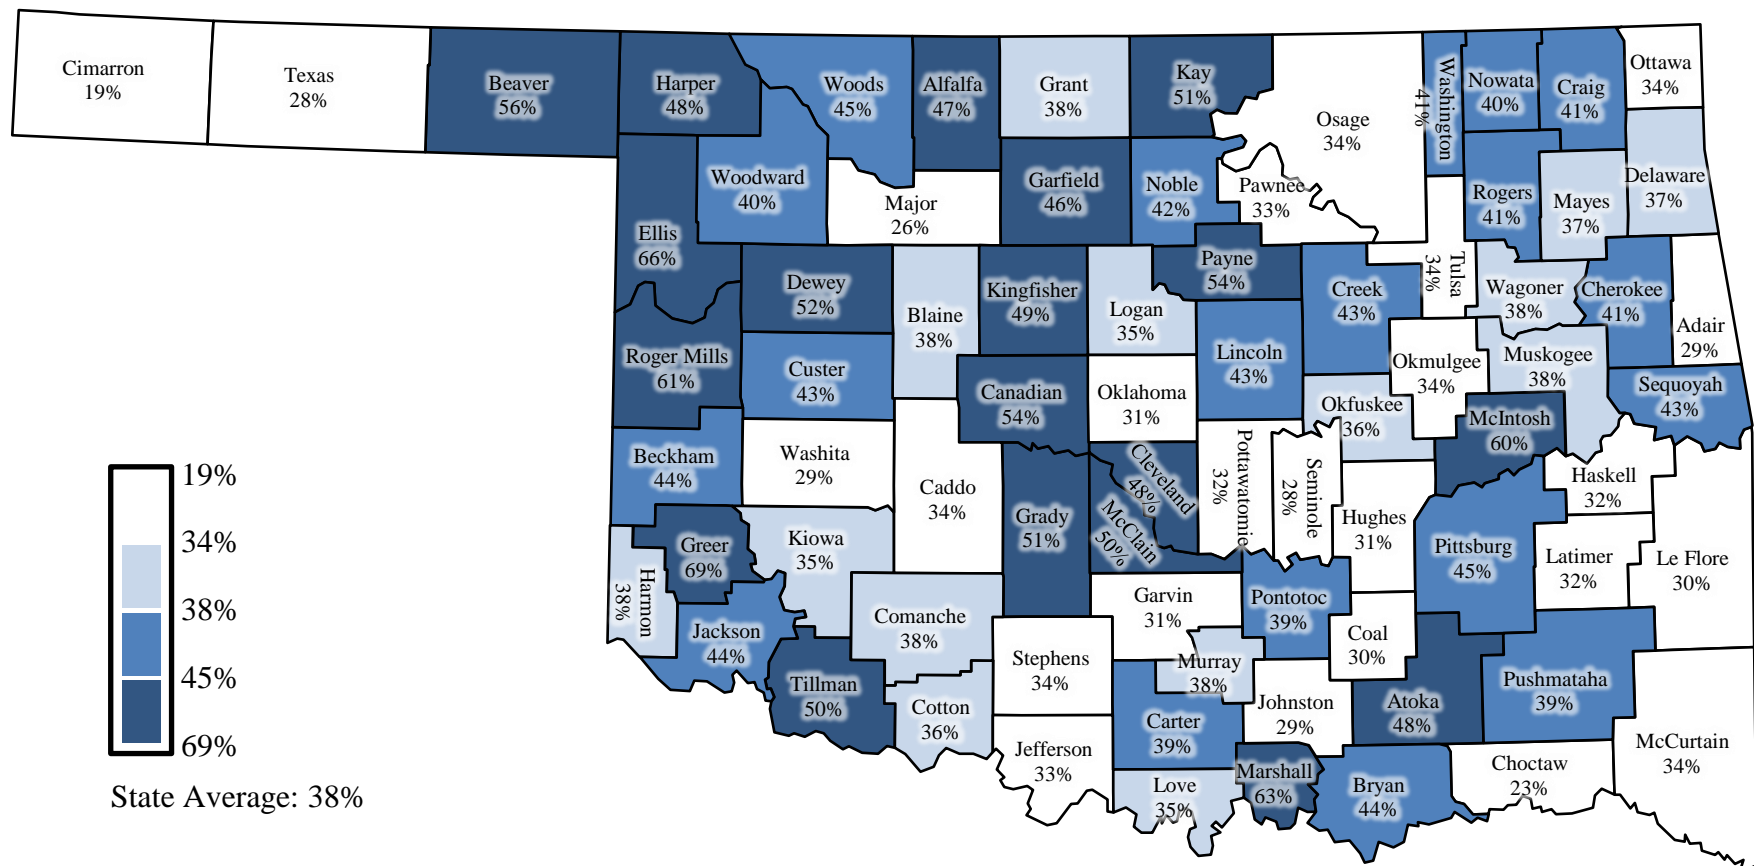 Cimarron
19%
Texas
28%
Beaver
56%
Harper
48%
Woods
45%
Alfalfa
47%
Grant
38%
Kay
51%
Osage
34%
Washington
41%
Nowata
40%
Craig
41%
Ottawa
34%
Ellis
66%
Woodward
40%
Major
26%
Garfield
46%
Noble
42%
Pawnee
33%
Rogers
41%
Mayes
37%
Delaware
37%
Roger Mills
61%
Dewey
52%
Blaine
38%
Kingfisher
49%
Logan
35%
Payne
54%
Creek
43%
Tulsa
34%
Wagoner
38%
Cherokee
41%
Adair
29%
Custer
43%
Canadian
54%
Oklahoma
31%
Lincoln
43%
Okmulgee
34%
Muskogee
38%
Sequoyah
43%
Okfuskee
36%
McIntosh
60%
Beckham
44%
Washita
29%
Caddo
34%
Grady
51%
Cleveland
48%
McClain
50%
Pottawatomie
32%
Seminole
28%
Hughes
31%
Pittsburg
45%
Haskell
32%
Latimer
32%
Le Flore
30%
Greer
69%
Kiowa
35%
Harmon
38%
Jackson
44%
Comanche
38%
Tillman
50%
Cotton
36%
Stephens
34%
Garvin
31%
Murray
38%
Pontotoc
39%
Coal
30%
Johnston
29%
Atoka
48%
Pushmataha
39%
McCurtain
34%
Jefferson
33%
Carter
39%
Love
35%
Marshall
63%
Bryan
44%
Choctaw
23%
19%
34%
38%
45%
69%
State Average: 38%